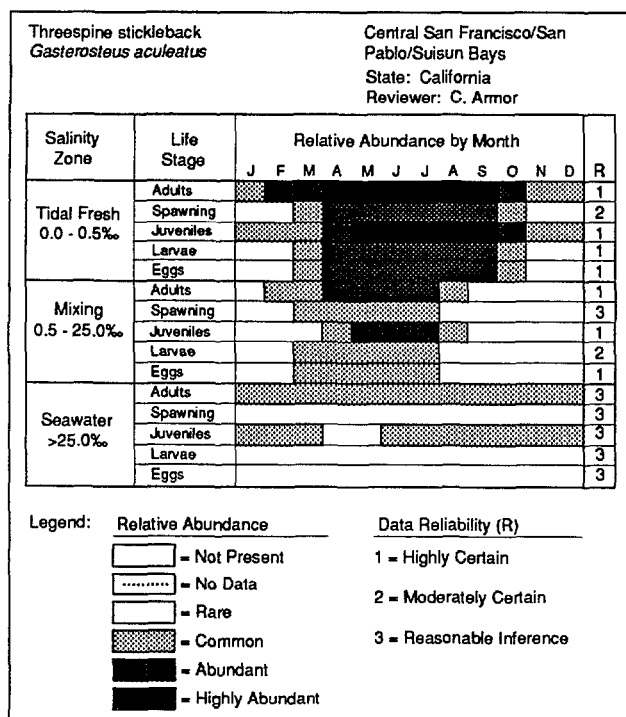 Threespine stickleback
Gasterosteus aculeatus
Central San Francisco/San
Pablo/Suisun Bays
State: California
Reviewer: C. Armor
Salinity
Zone
Life
Stage
Relative Abundance by Month
J F M A M J J A S O N D
R
Tidal Fresh
0.0 - 0.5‰
Adults 1
Spawning 2
Juveniles 1
Larvae 1
Eggs 1
Mixing
0.5 - 25.0‰
Adults 1
Spawning 3
Juveniles 1
Larvae 2
Eggs 1
Seawater
>25.0‰
Adults 3
Spawning 3
Juveniles 3
Larvae 3
Eggs 3
Legend:
Relative Abundance
= Not Present
= No Data
= Rare
= Common
= Abundant
= Highly Abundant
Data Reliability (R)
1 = Highly Certain
2 = Moderately Certain
3 = Reasonable Inference